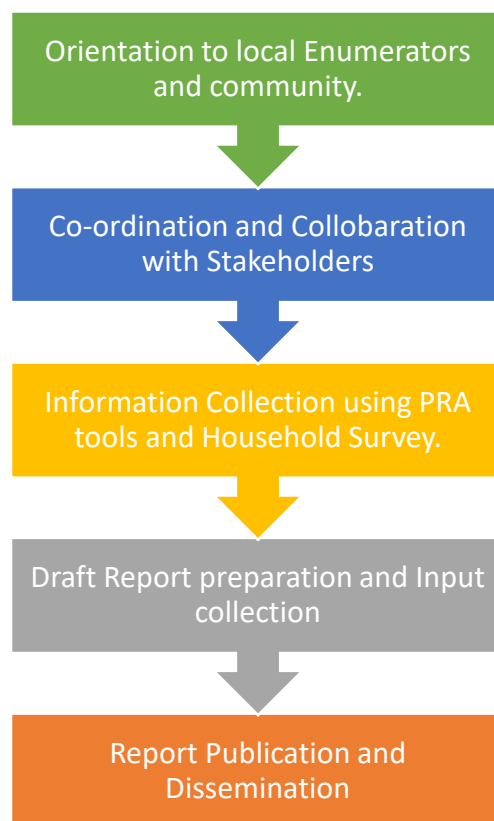 Orientation to local Enumerators
and community.
Co-ordination and Collobaration
with Stakeholders
Information Collection using PRA
tools and Household Survey.
Draft Report preparation and Input
collection
Report Publication and
Dissemination